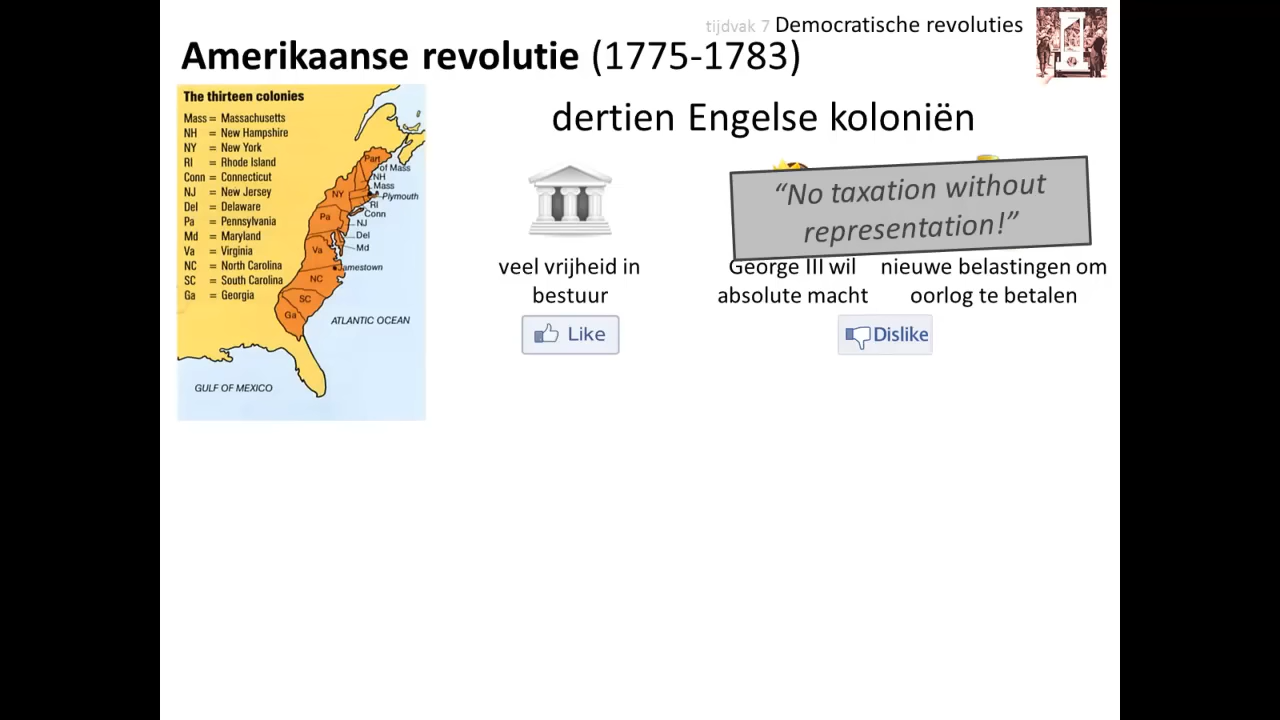 tijdvak 7 Democratische revoluties
Amerikaanse revolutie (1775-1783)
The thirteen colonies
Mass = Massachusetts
NH = New Hampshire
NY = New York
RI = Rhode Island
Conn = Connecticut
NJ = New Jersey
Del = Delaware
Pa = Pennsylvania
Md = Maryland
Va = Virginia
NC = North Carolina
SC = South Carolina
Ga = Georgia
Part
of Mass
NH
Mass
NY
Plymouth
RI
Conn
Pa
NJ
Del
Md
Va
Jamestown
NC
SC
Ga
ATLANTIC OCEAN
GULF OF MEXICO
dertien Engelse koloniën
“No taxation without
representation!”
veel vrijheid in
bestuur
George III wil
absolute macht
nieuwe belastingen om
oorlog te betalen
Like
Dislike